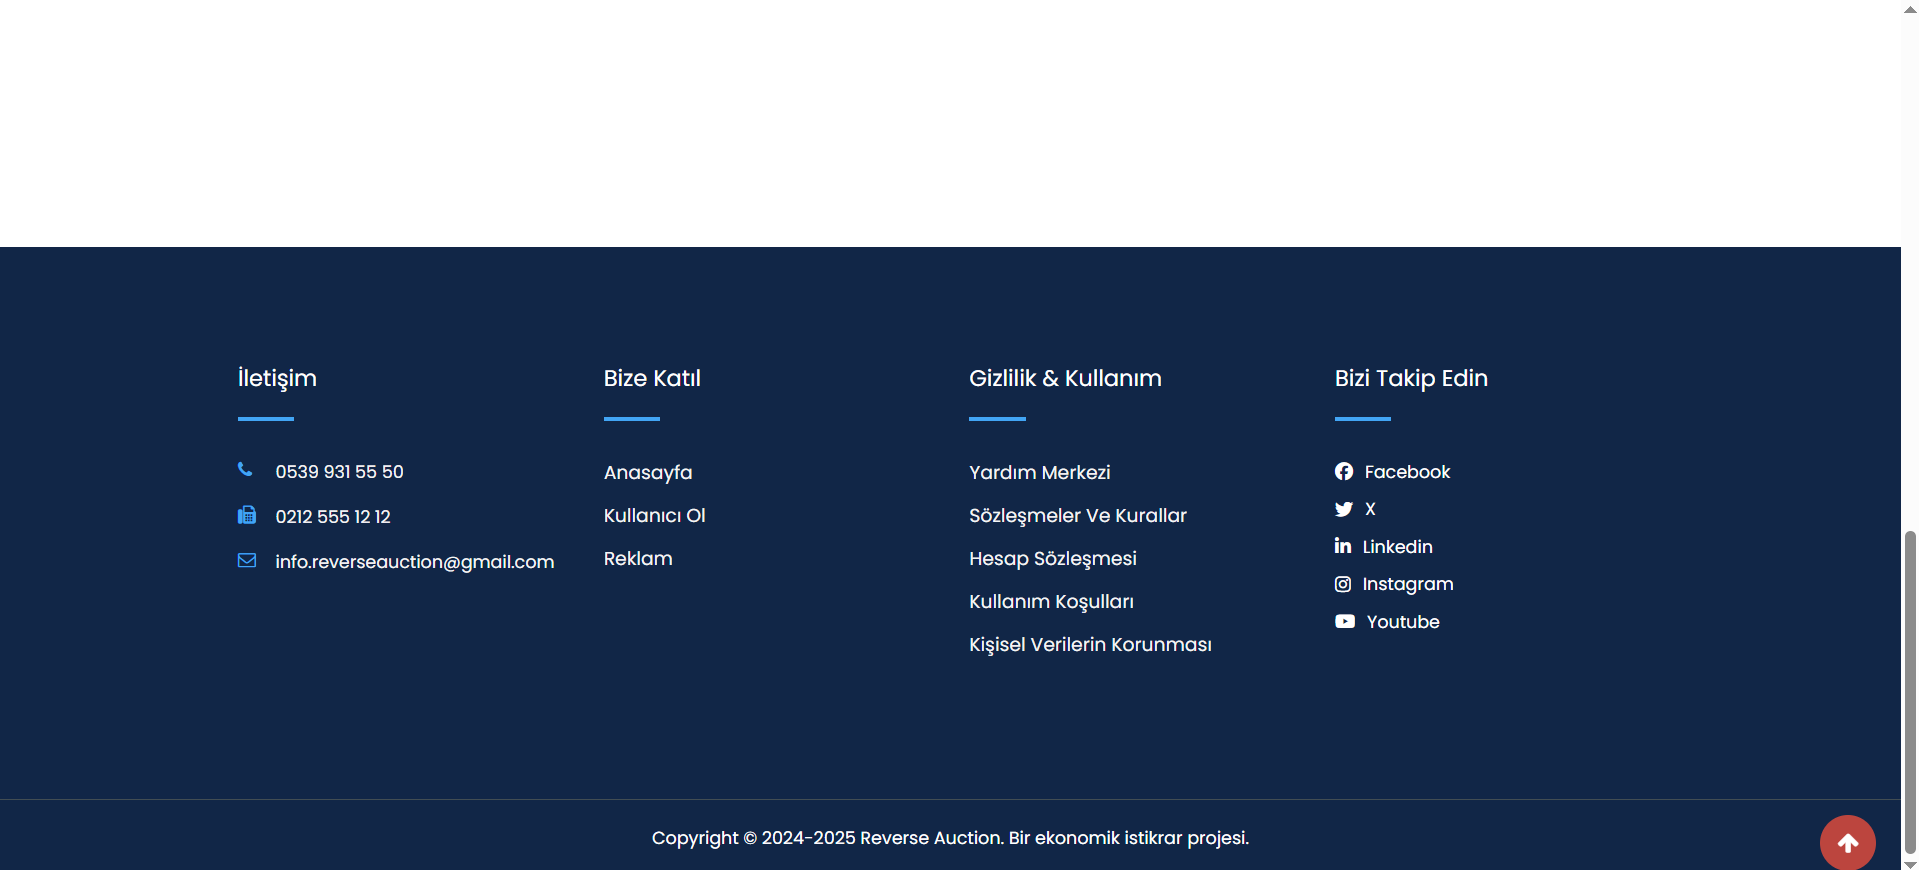 İletişim
0539 931 55 50
0212 555 12 12
info.reverseauction@gmail.com
Bize Katıl
Anasayfa
Kullanıcı Ol
Reklam
Gizlilik & Kullanım
Yardım Merkezi
Sözleşmeler Ve Kurallar
Hesap Sözleşmesi
Kullanım Koşulları
Kişisel Verilerin Korunması
Bizi Takip Edin
Facebook
X
Linkedin
Instagram
Youtube
Copyright © 2024-2025 Reverse Auction. Bir ekonomik istikrar projesi.